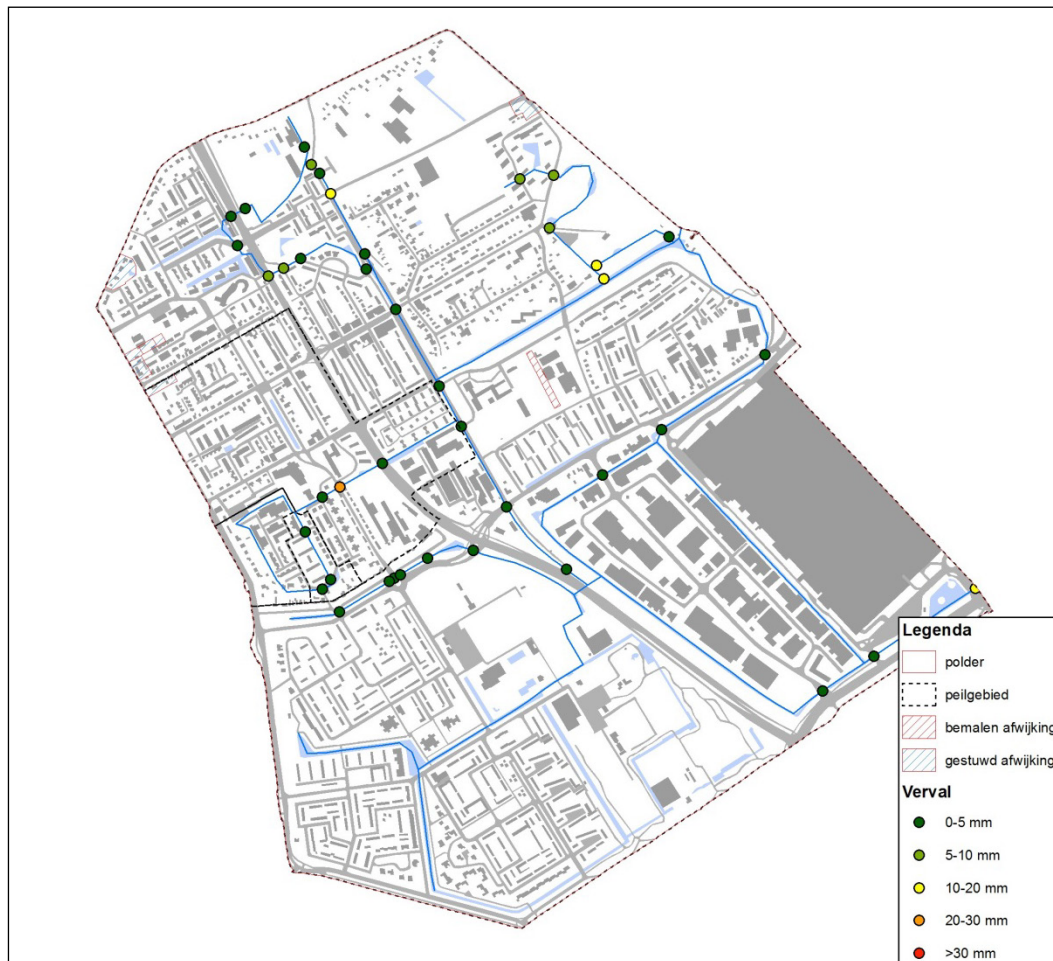 Legenda
polder
peilgebied
bemalen afwijking
gestuwd afwijking
Verval
0-5 mm
5-10 mm
10-20 mm
20-30 mm
>30 mm